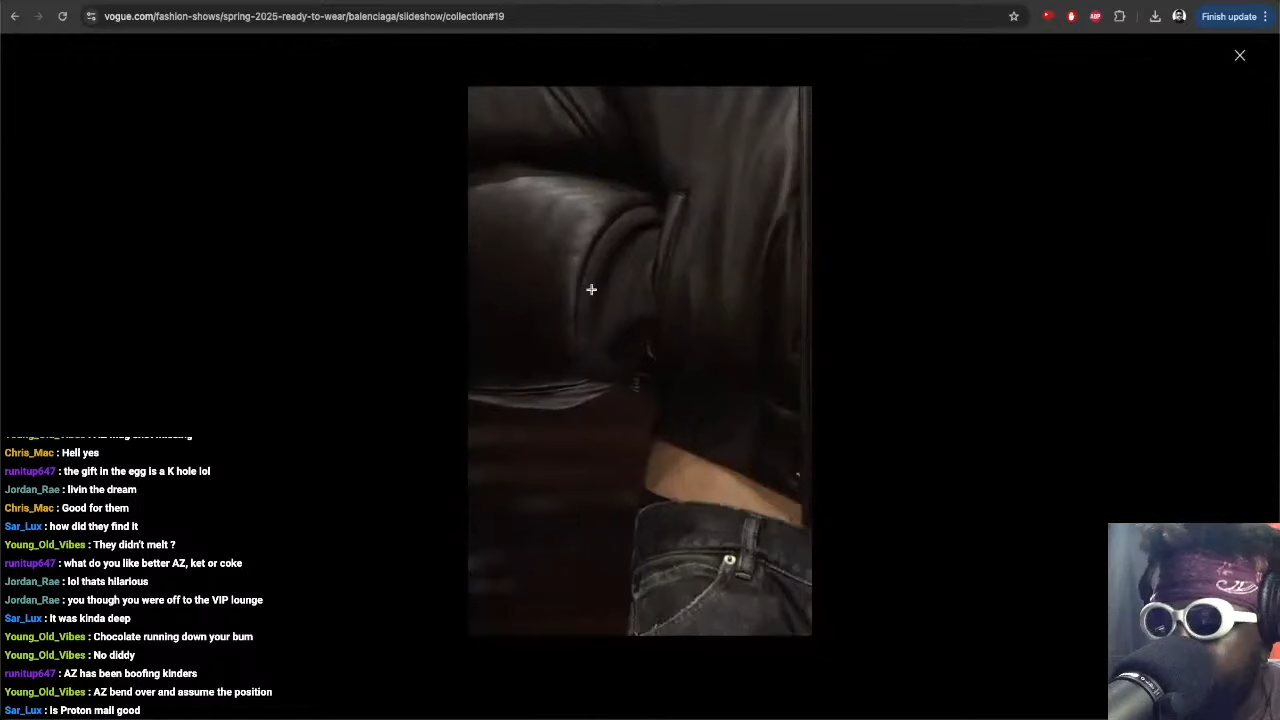 vogue.com/fashion-shows/spring-2025-ready-to-wear/balenciaga/slideshow/collection#19
Finish update
Chris_Mac : Hell yes
runitup647 : the gift in the egg is a K hole lol
Jordan_Rae : livin the dream
Chris_Mac : Good for them
Sar_Lux : how did they find it
Young_Old_Vibes : They didn't melt ?
runitup647 : what do you like better AZ, ket or coke
Jordan_Rae : lol thats hilarious
Jordan_Rae : you though you were off to the VIP lounge
Sar_Lux : It was kinda deep
Young_Old_Vibes : Chocolate running down your bum
Young_Old_Vibes : No diddy
runitup647 : AZ has been boofing kinders
Young_Old_Vibes : AZ bend over and assume the position
Sar_Lux : Is Proton mail good